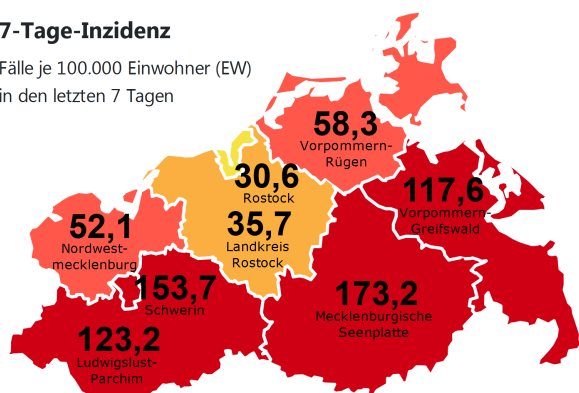 7-Tage-Inzidenz
Fälle je 100.000 Einwohner (EW)
in den letzten 7 Tagen
58,3
Vorpommern-
Rügen
30,6
Rostock
117,6
Vorpommern-
Greifswald
52,1
Nordwest-
mecklenburg
35,7
Landkreis
Rostock
153,7
Schwerin
173,2
Mecklenburgische
Seenplatte
123,2
Ludwigslust-
Parchim